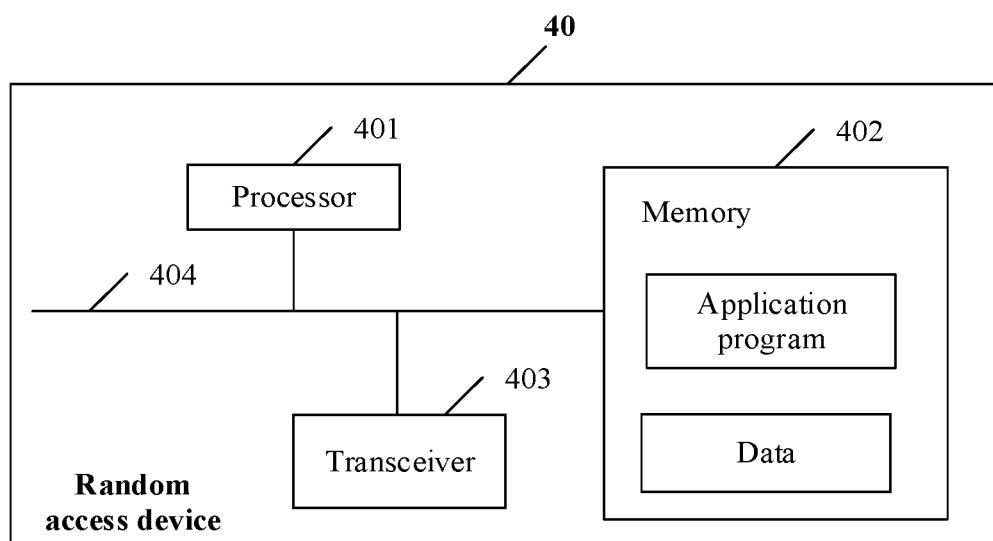 40
401
Processor
402
Memory
404
Application
program
403
Transceiver
Data
Random
access device